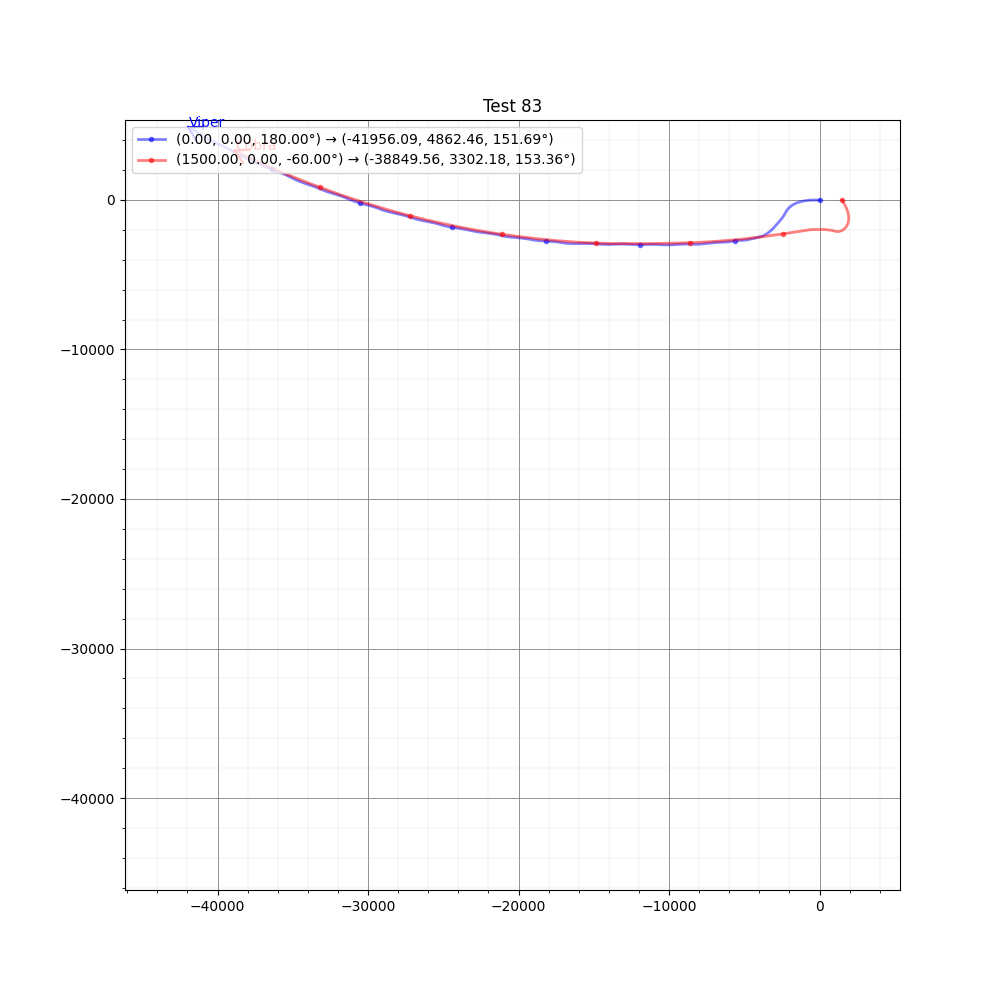 Test 83
Viper
Cobra
(0.00, 0.00, 180.00°) → (-41956.09, 4862.46, 151.69°)
(1500.00, 0.00, -60.00°) → (-38849.56, 3302.18, 153.36°)
0
−10000
−20000
−30000
−40000
−40000
−30000
−20000
−10000
0